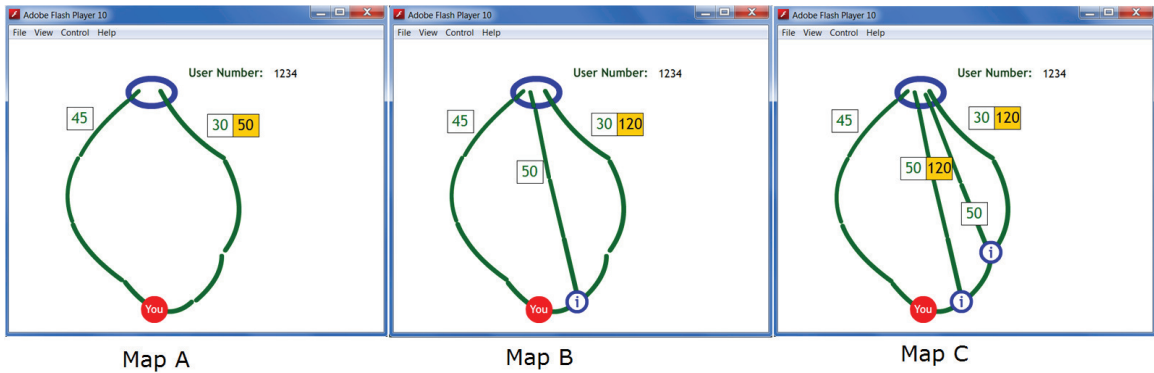 Adobe Flash Player 10
File View Control Help
User Number: 1234
45
30 50
You
Map A
Adobe Flash Player 10
File View Control Help
User Number: 1234
45
30 120
50
You i
Map B
Adobe Flash Player 10
File View Control Help
User Number: 1234
45
30 120
50 120
50
i
You i
Map C